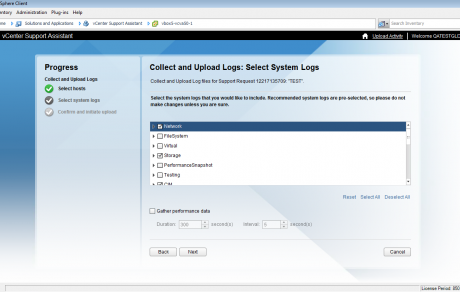 Sphere Client
entory Administration Plug-ins Help
me Solutions and Applications vCenter Support Assistant vbox0-vcva50-1 Search Inventory
vCenter Support Assistant Upload Activity Welcome QATESTGLO
Progress
Collect and Upload Logs
Select hosts
Select system logs
Confirm and initiate upload
Collect and Upload Logs: Select System Logs
Collect and Upload Log files for Support Request 12217135709: "TEST".
Select the system logs that you would like to include. Recommended system logs are pre-selected, so please do not
make changes unless you are sure.
Network
FileSystem
Virtual
Storage
PerformanceSnapshot
Testing
CIM
Reset Select All Deselect All
Gather performance data
Duration: second(s) Interval: second(s)
Back Next Cancel
License Period: 850